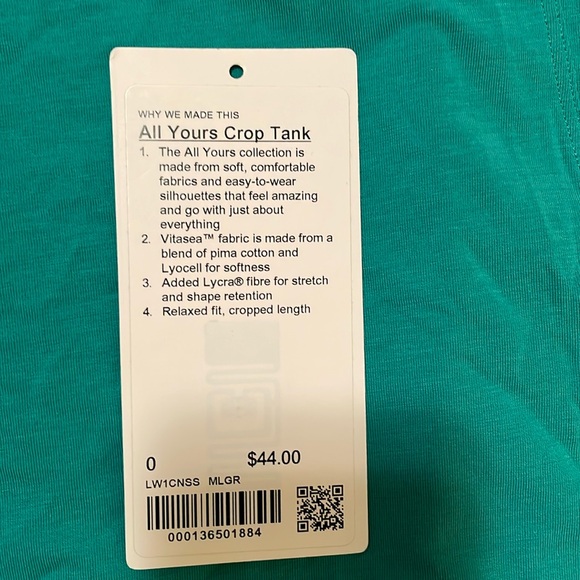 WHY WE MADE THIS
All Yours Crop Tank
1. The All Yours collection is
made from soft, comfortable
fabrics and easy-to-wear
silhouettes that feel amazing
and go with just about
everything
2. Vitasea™ fabric is made from a
blend of pima cotton and
Lyocell for softness
3. Added Lycra® fibre for stretch
and shape retention
4. Relaxed fit, cropped length
0 $44.00
LW1CNSS MLGR
000136501884